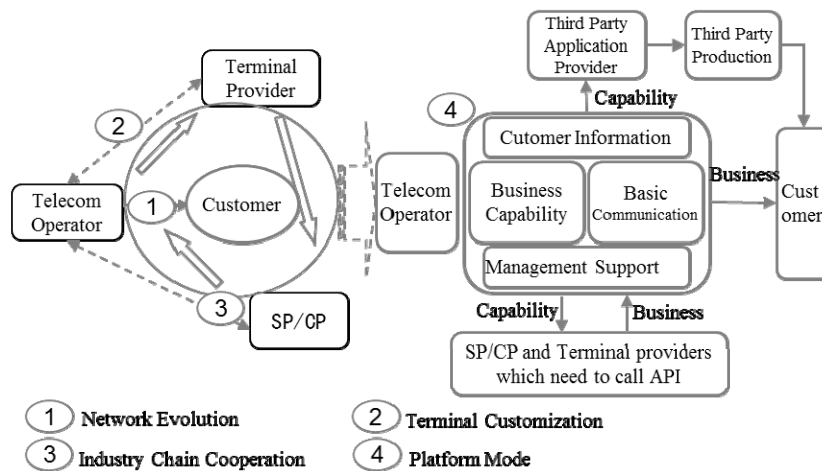 Third Party
Application
Provider
Third Party
Production
Terminal
Provider
Capability
4
2
Cutomer Information
Telecom
Operator
1
Customer
Telecom
Operator
Business
Capability
Basic
Communication
Business
Cust
omer
Management Support
3
SP/CP
Capability
Business
SP/CP and Terminal providers
which need to call API
1 Network Evolution
2 Terminal Customization
3 Industry Chain Cooperation
4 Platform Mode